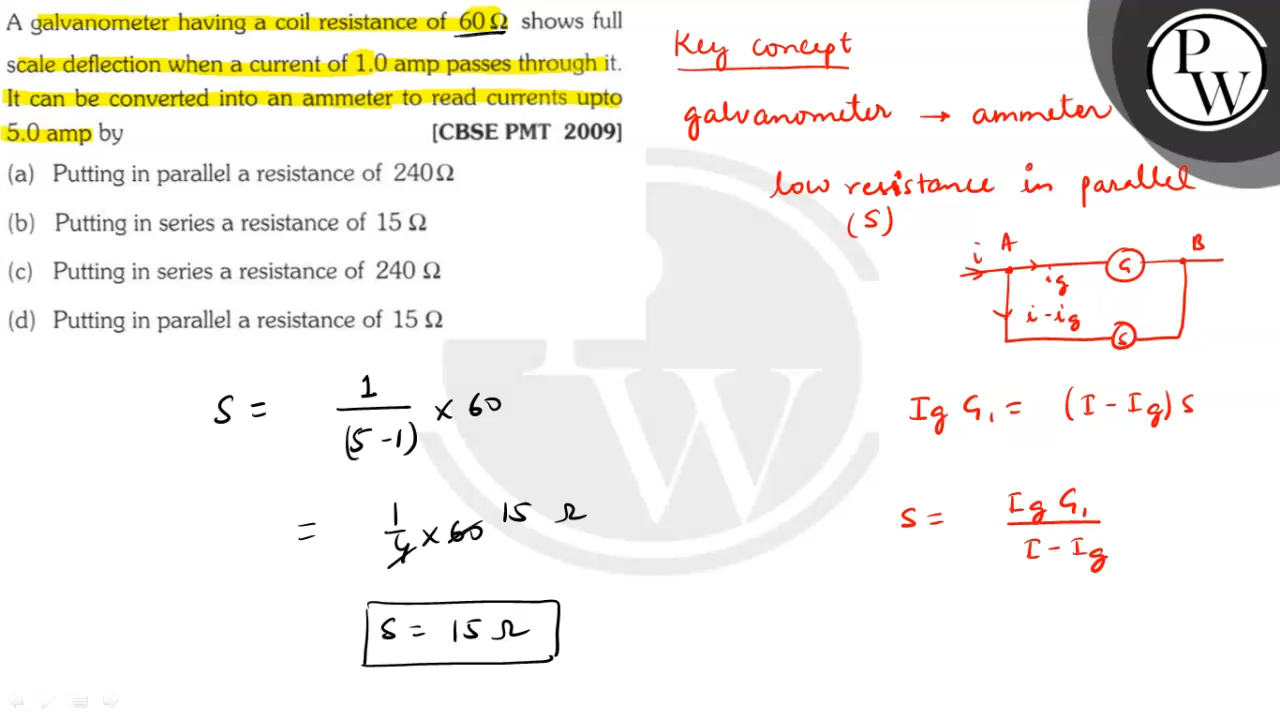 A galvanometer having a coil resistance of 60 Ω shows full
scale deflection when a current of 1.0 amp passes through it.
It can be converted into an ammeter to read currents upto
5.0 amp by [CBSE PMT 2009]
(a) Putting in parallel a resistance of 240 Ω
(b) Putting in series a resistance of 15 Ω
(c) Putting in series a resistance of 240 Ω
(d) Putting in parallel a resistance of 15 Ω
S = 1/(5-1) × 60
= 1/4 × 60 15 Ω
S = 15 Ω
Key concept
galvanometer → ammeter
low resistance in parallel
(S)
i A B
ig G
i - ig
S
Ig G1 = (I - Ig) S
S = Ig G1 / I - Ig
PW
W